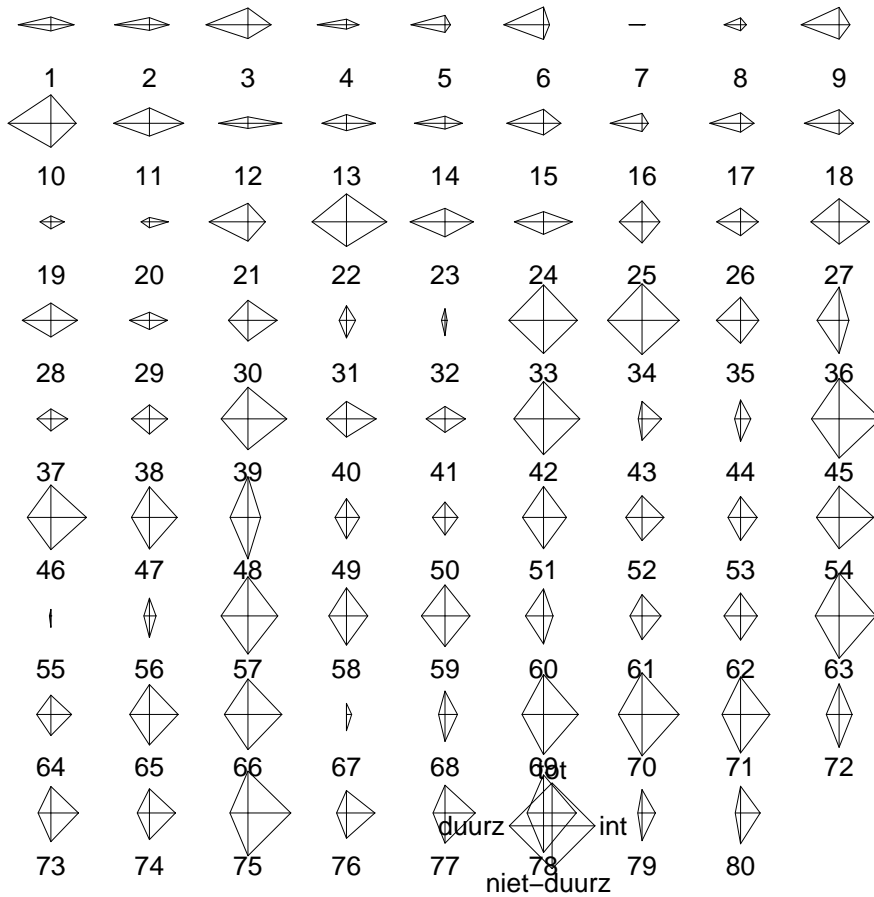 1 2 3 4 5 6 7 8 9
10 11 12 13 14 15 16 17 18
19 20 21 22 23 24 25 26 27
28 29 30 31 32 33 34 35 36
37 38 39 40 41 42 43 44 45
46 47 48 49 50 51 52 53 54
55 56 57 58 59 60 61 62 63
64 65 66 67 68 69 70 71 72
tot
duurz int
73 74 75 76 77 78 79 80
niet−duurz